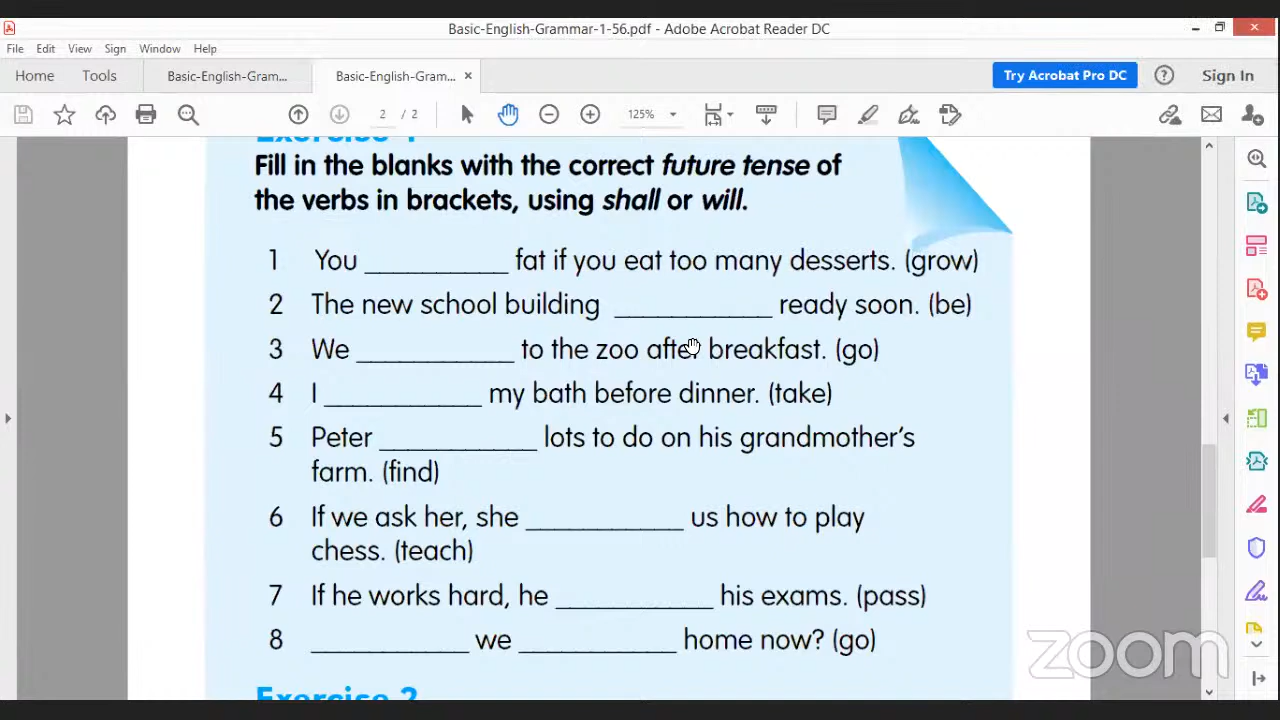 Basic-English-Grammar-1-56.pdf - Adobe Acrobat Reader DC
File Edit View Sign Window Help
Home Tools Basic-English-Gram... Basic-English-Gram... × Try Acrobat Pro DC Sign In
2 / 2 125%
Exercise 1
Fill in the blanks with the correct future tense of
the verbs in brackets, using shall or will.
1 You __________ fat if you eat too many desserts. (grow)
2 The new school building ___________ ready soon. (be)
3 We ___________ to the zoo after breakfast. (go)
4 I ___________ my bath before dinner. (take)
5 Peter ___________ lots to do on his grandmother's
farm. (find)
6 If we ask her, she ___________ us how to play
chess. (teach)
7 If he works hard, he ___________ his exams. (pass)
8 ___________ we ___________ home now? (go)
zoom
Exercise 2